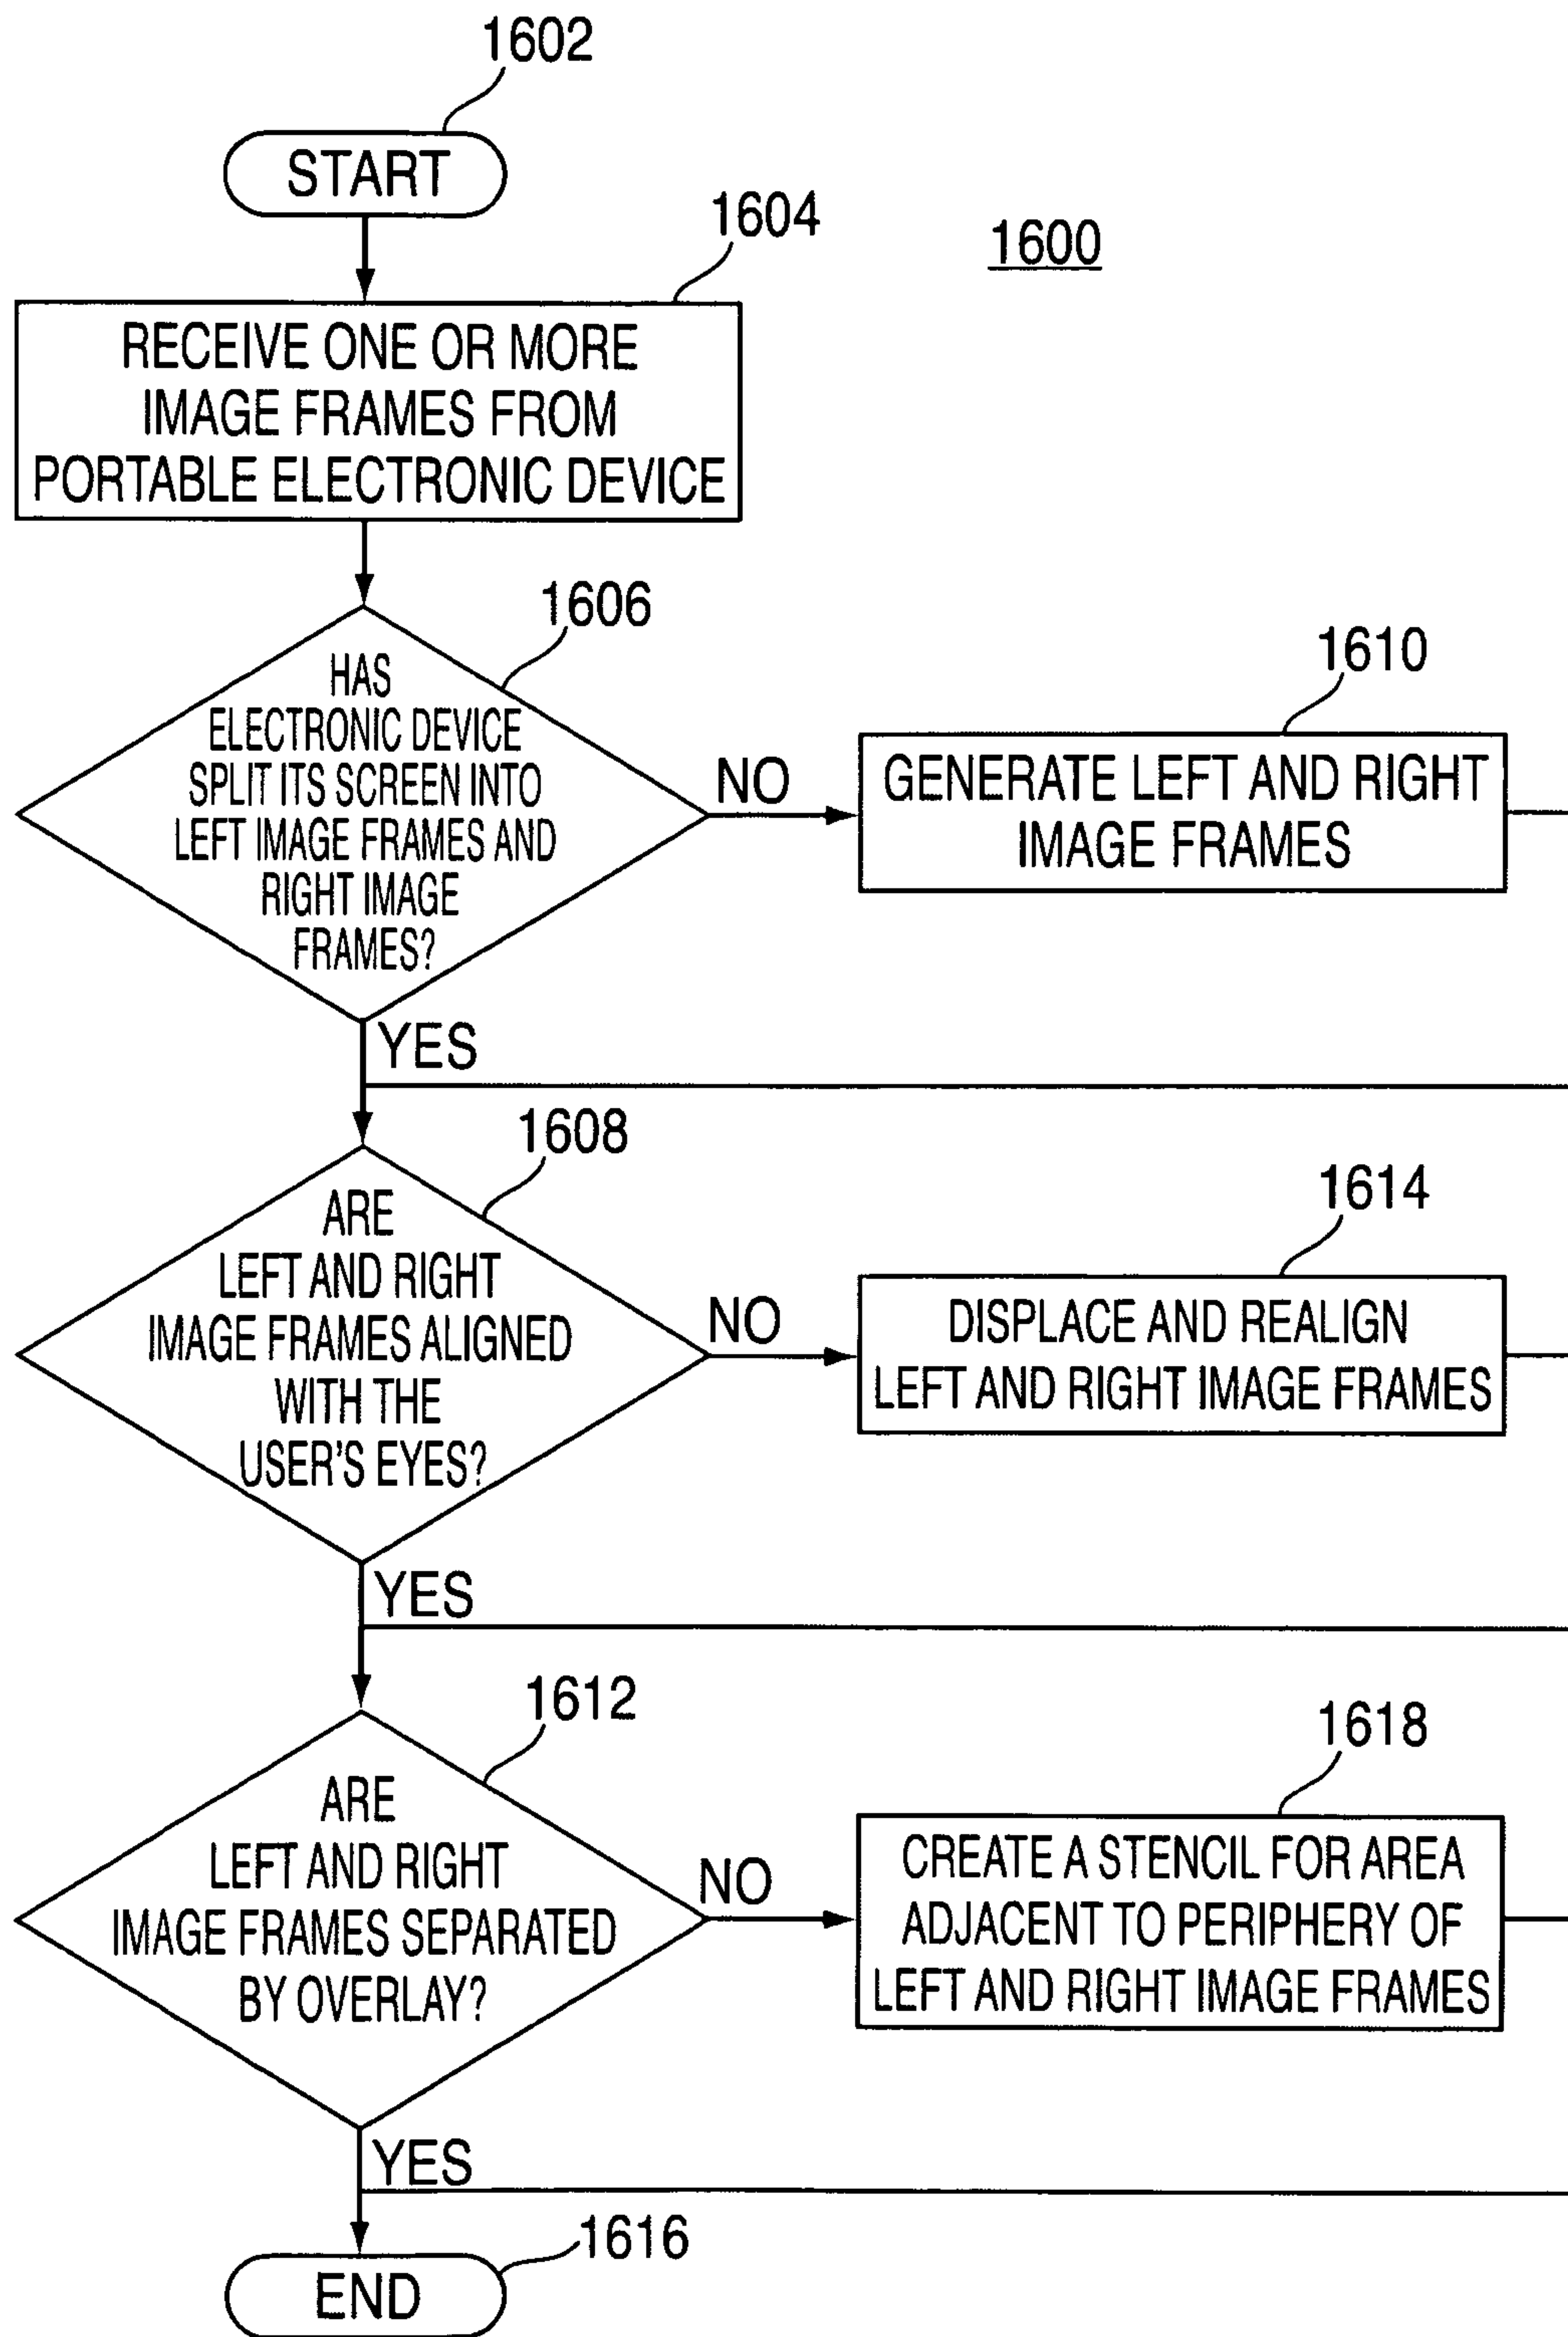 1602
START
1604
1600
RECEIVE ONE OR MORE
IMAGE FRAMES FROM
PORTABLE ELECTRONIC DEVICE
1606
HAS
ELECTRONIC DEVICE
SPLIT ITS SCREEN INTO
LEFT IMAGE FRAMES AND
RIGHT IMAGE
FRAMES?
NO
1610
GENERATE LEFT AND RIGHT
IMAGE FRAMES
YES
1608
ARE
LEFT AND RIGHT
IMAGE FRAMES ALIGNED
WITH THE
USER'S EYES?
NO
1614
DISPLACE AND REALIGN
LEFT AND RIGHT IMAGE FRAMES
YES
1612
ARE
LEFT AND RIGHT
IMAGE FRAMES SEPARATED
BY OVERLAY?
NO
1618
CREATE A STENCIL FOR AREA
ADJACENT TO PERIPHERY OF
LEFT AND RIGHT IMAGE FRAMES
YES
1616
END